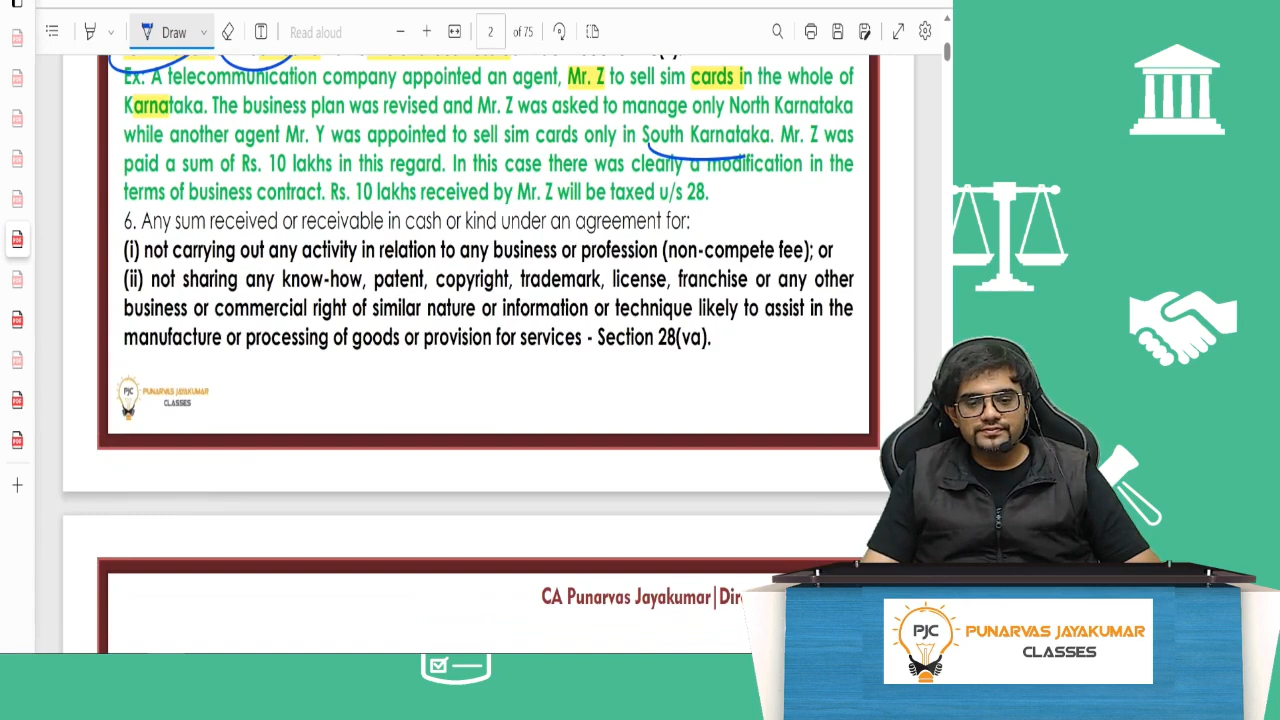 Draw
Read aloud
2
of 75
Ex: A telecommunication company appointed an agent, Mr. Z to sell sim cards in the whole of
Karnataka. The business plan was revised and Mr. Z was asked to manage only North Karnataka
while another agent Mr. Y was appointed to sell sim cards only in South Karnataka. Mr. Z was
paid a sum of Rs. 10 lakhs in this regard. In this case there was clearly a modification in the
terms of business contract. Rs. 10 lakhs received by Mr. Z will be taxed u/s 28.
6. Any sum received or receivable in cash or kind under an agreement for:
(i) not carrying out any activity in relation to any business or profession (non-compete fee); or
(ii) not sharing any know-how, patent, copyright, trademark, license, franchise or any other
business or commercial right of similar nature or information or technique likely to assist in the
manufacture or processing of goods or provision for services - Section 28(va).
PJC
PUNARVAS JAYAKUMAR
CLASSES
CA Punarvas Jayakumar|Dire
PJC
PUNARVAS JAYAKUMAR
CLASSES